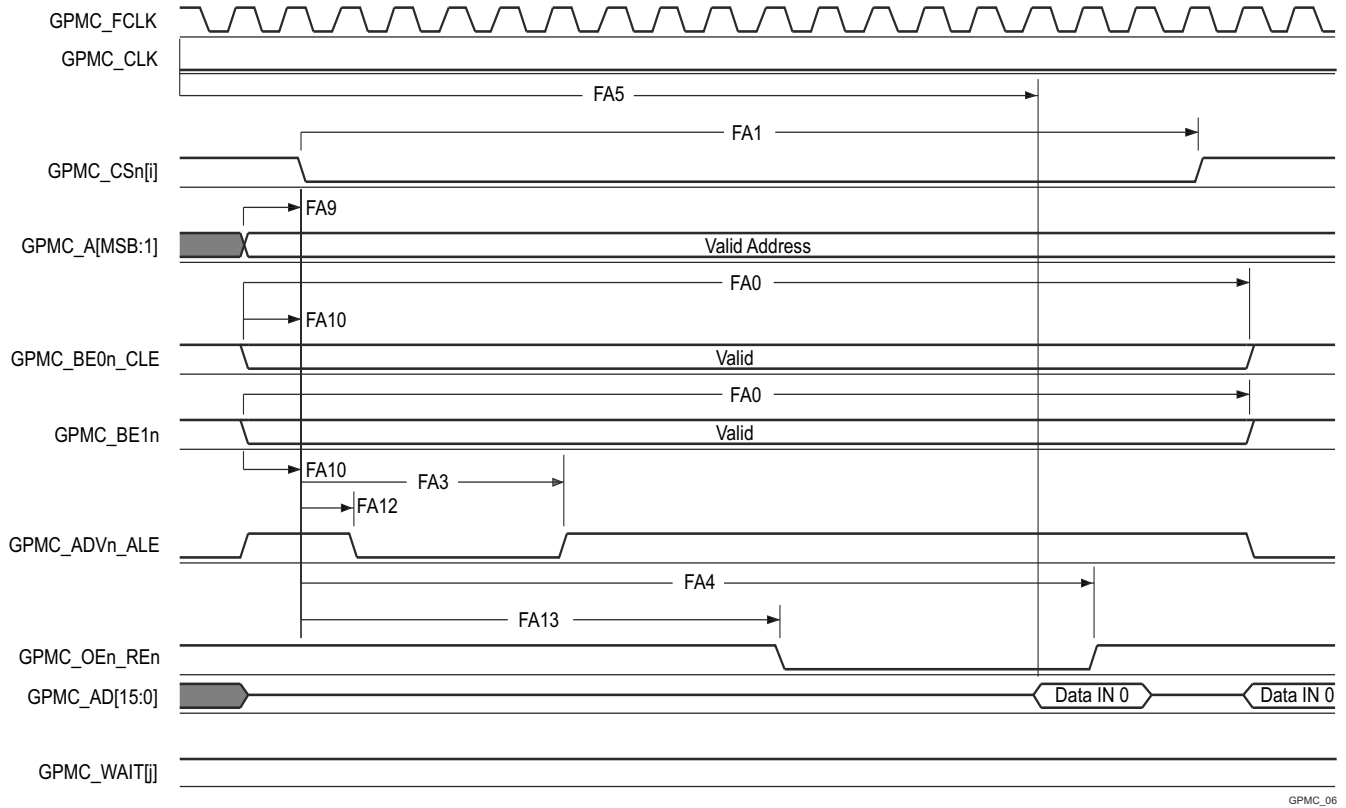 GPMC_FCLK
GPMC_CLK
FA5
FA1
GPMC_CSn[i]
FA9
GPMC_A[MSB:1]
Valid Address
FA0
FA10
GPMC_BE0n_CLE
Valid
FA0
GPMC_BE1n
Valid
FA10
FA3
FA12
GPMC_ADVn_ALE
FA4
FA13
GPMC_OEn_REn
GPMC_AD[15:0]
Data IN 0
Data IN 0
GPMC_WAIT[j]
GPMC_06